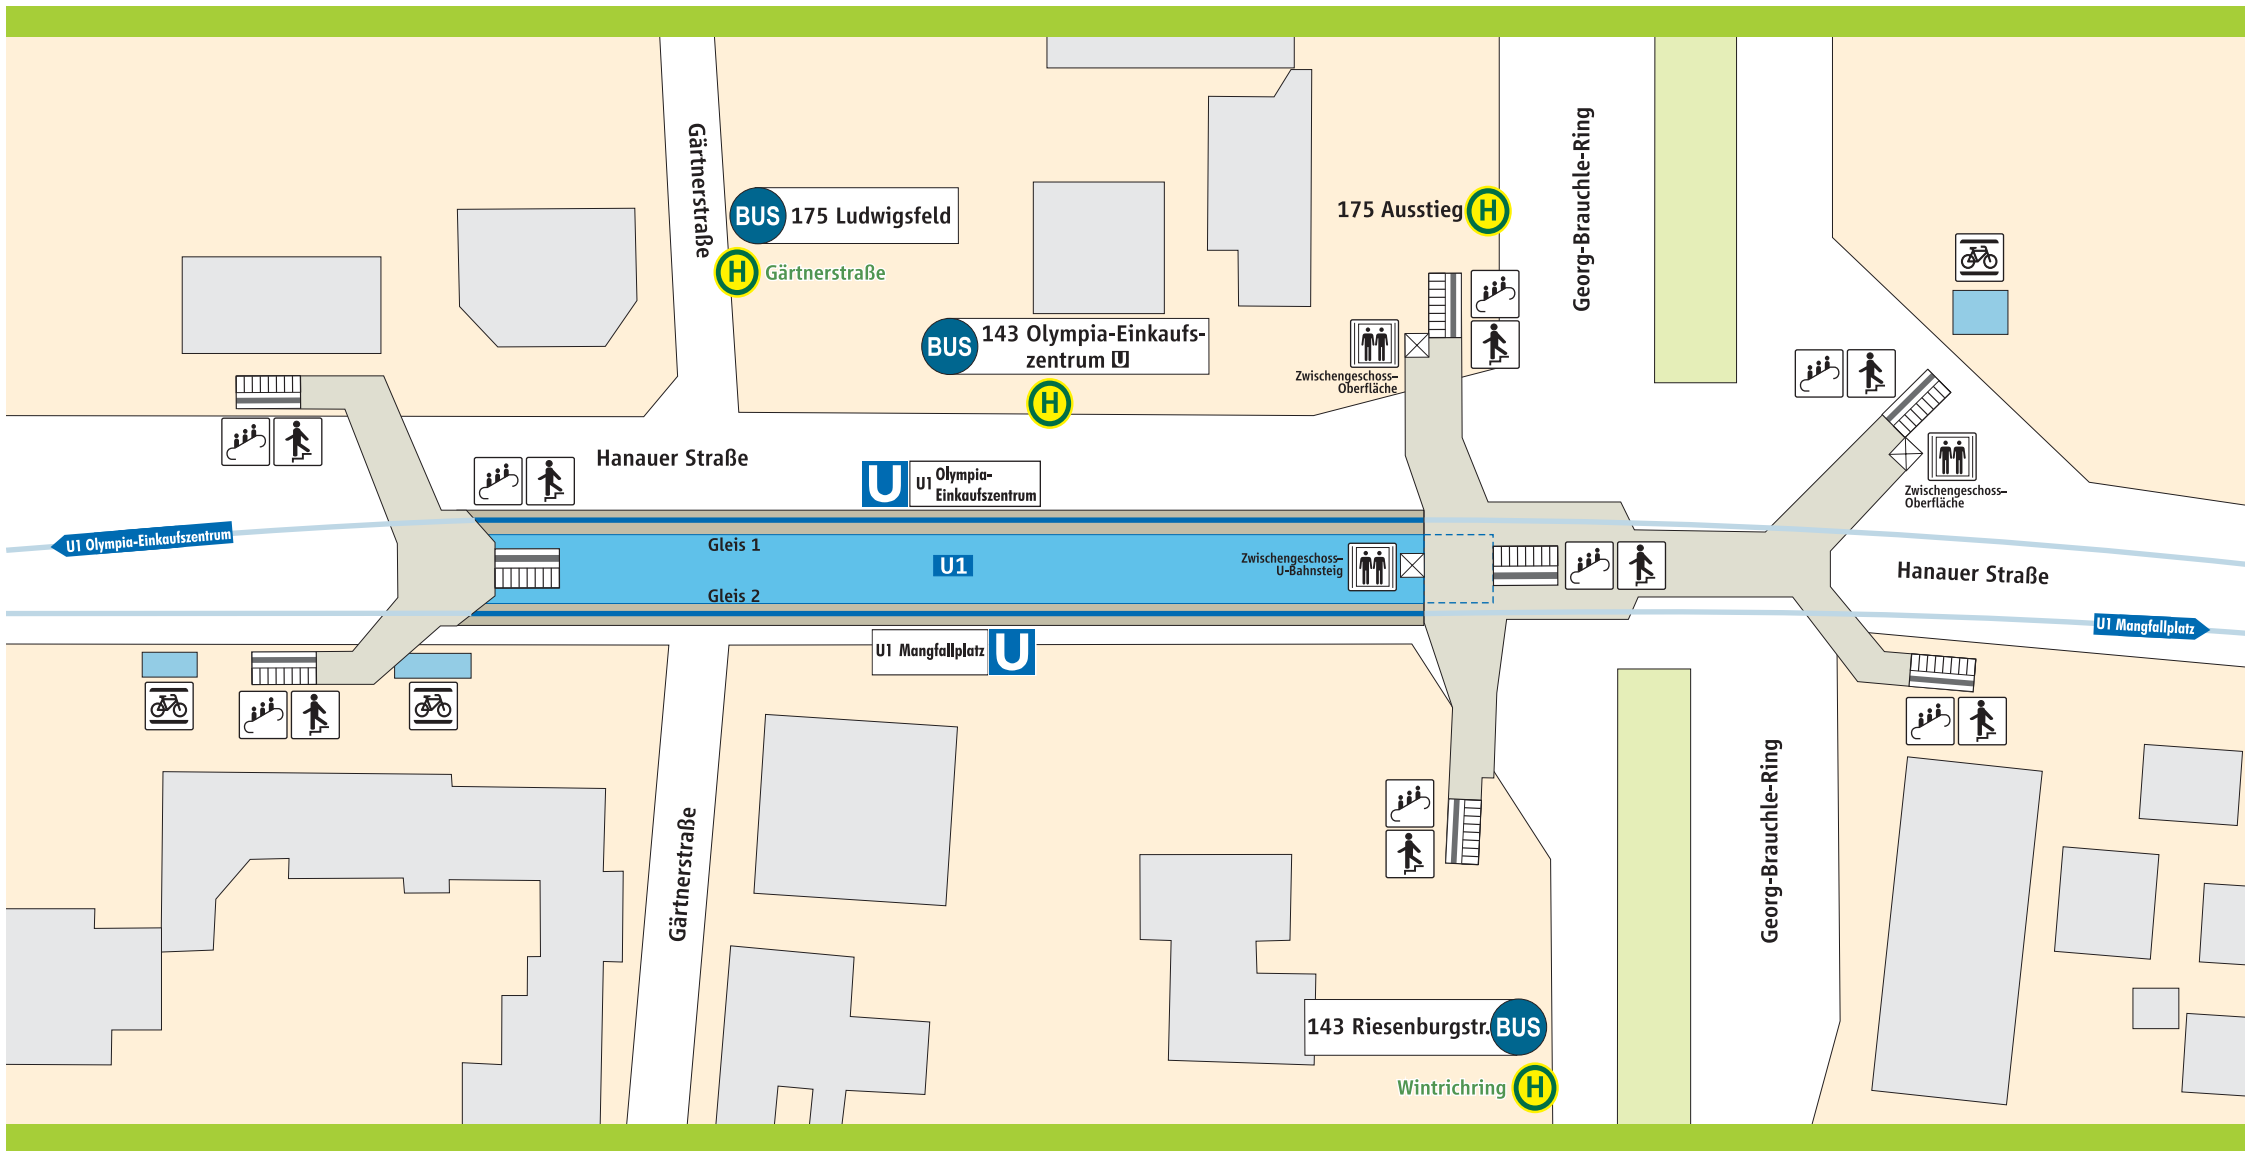 Gärtnerstraße
BUS 175 Ludwigsfeld
H Gärtnerstraße
175 Ausstieg H
Georg-Brauchle-Ring
BUS 143 Olympia-Einkaufs-
zentrum U
H
Zwischengeschoss–
Oberfläche
Hanauer Straße
U U1 Olympia-
Einkaufszentrum
Zwischengeschoss–
Oberfläche
U1 Olympia-Einkaufszentrum
Gleis 1
U1
Zwischengeschoss–
U-Bahnsteig
Gleis 2
Hanauer Straße
U1 Mangfallplatz
U1 Mangfallplatz U
Gärtnerstraße
Georg-Brauchle-Ring
143 Riesenburgstr. BUS
Wintrichring H